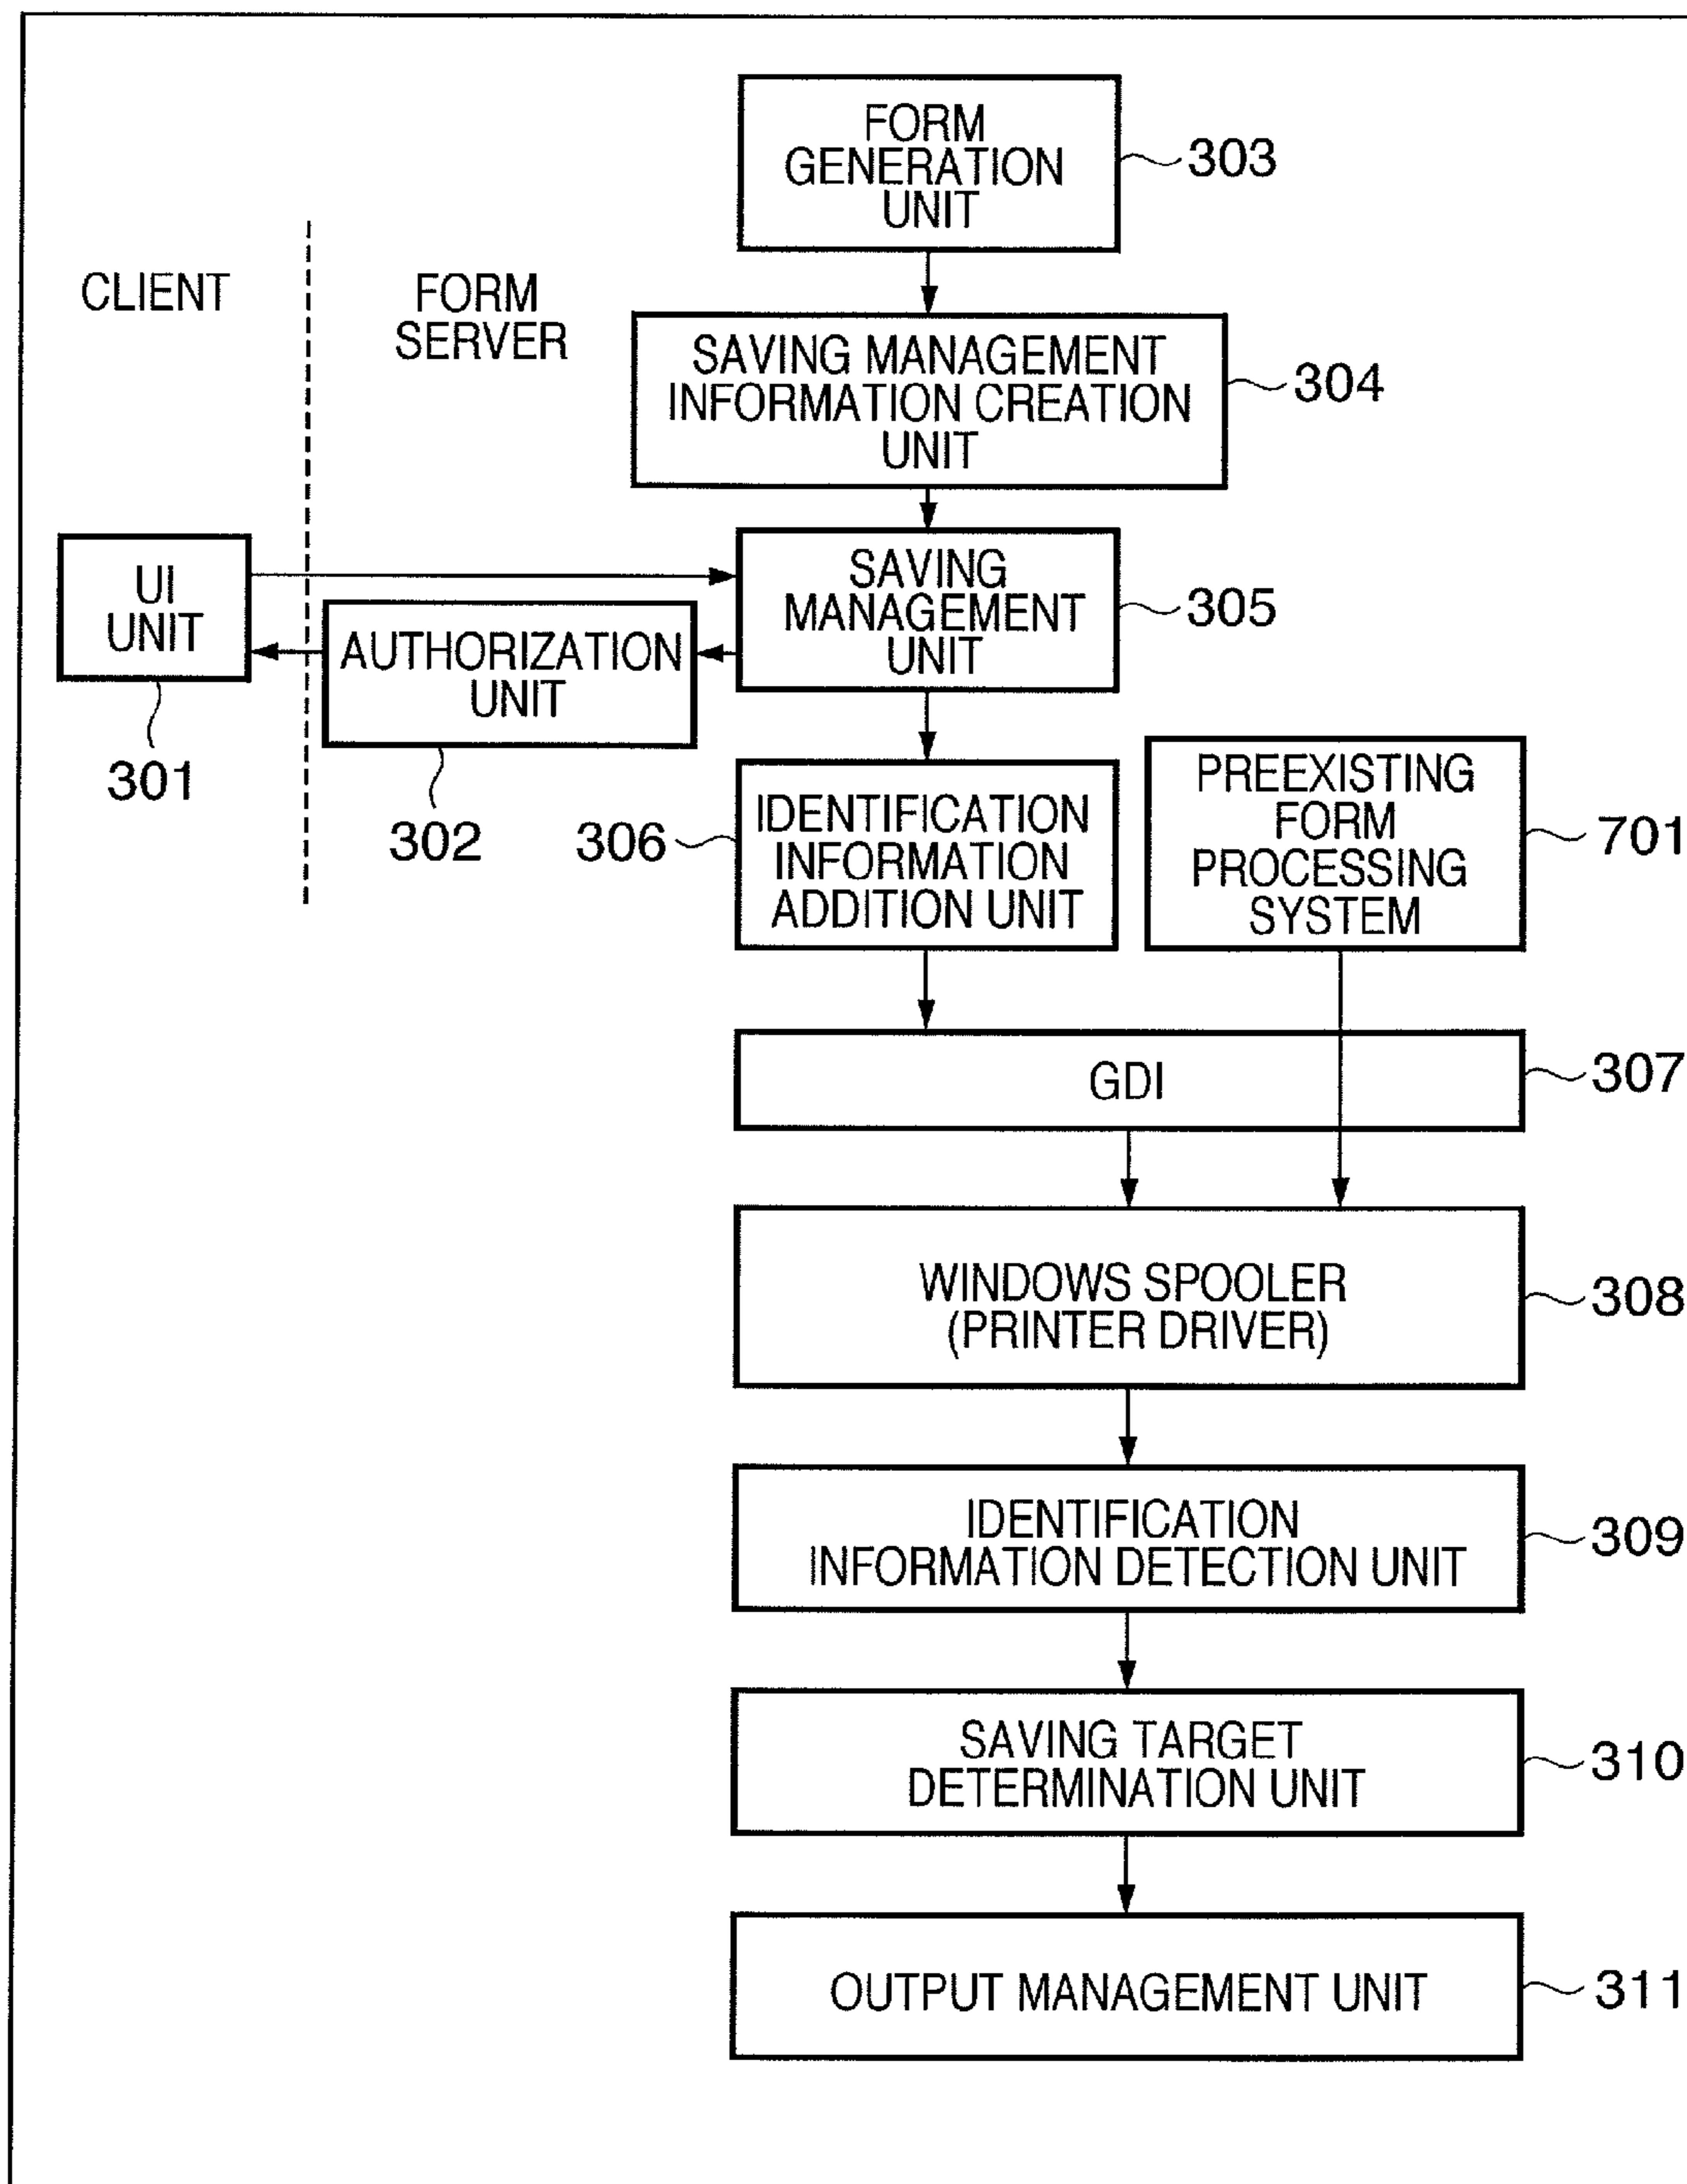 FORM
GENERATION
UNIT
303
CLIENT
FORM
SERVER
SAVING MANAGEMENT
INFORMATION CREATION
UNIT
304
UI
UNIT
301
AUTHORIZATION
UNIT
302
SAVING
MANAGEMENT
UNIT
305
306
IDENTIFICATION
INFORMATION
ADDITION UNIT
PREEXISTING
FORM
PROCESSING
SYSTEM
701
GDI
307
WINDOWS SPOOLER
(PRINTER DRIVER)
308
IDENTIFICATION
INFORMATION DETECTION UNIT
309
SAVING TARGET
DETERMINATION UNIT
310
OUTPUT MANAGEMENT UNIT
311